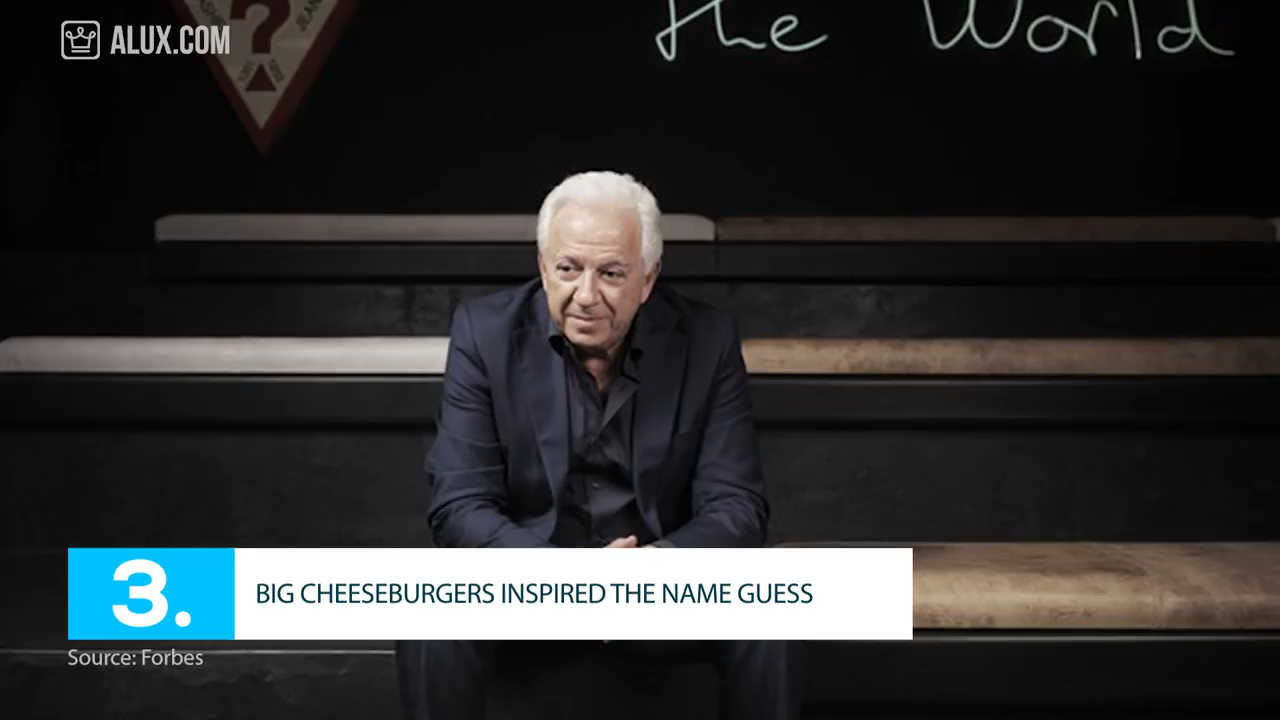 ALUX.COM
?
the World
3.
BIG CHEESEBURGERS INSPIRED THE NAME GUESS
Source: Forbes